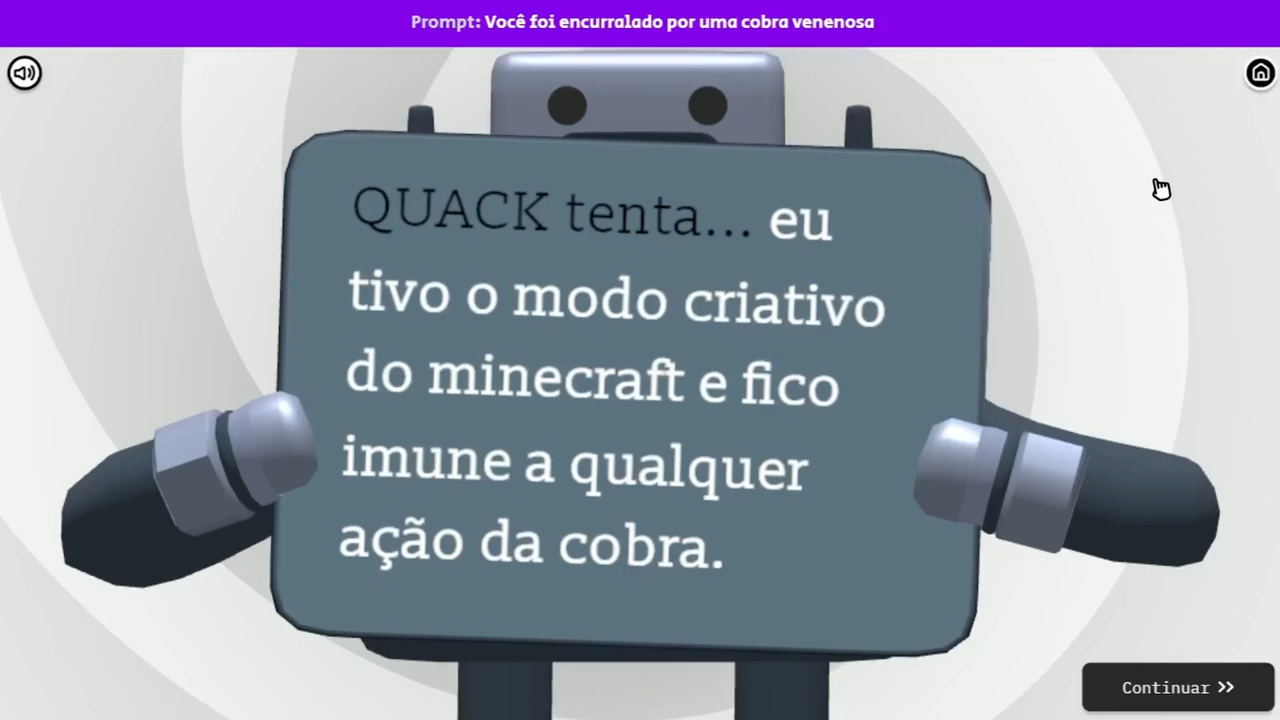 Prompt: Você foi encurralado por uma cobra venenosa
QUACK tenta... eu
tivo o modo criativo
do minecraft e fico
imune a qualquer
ação da cobra.
Continuar >>